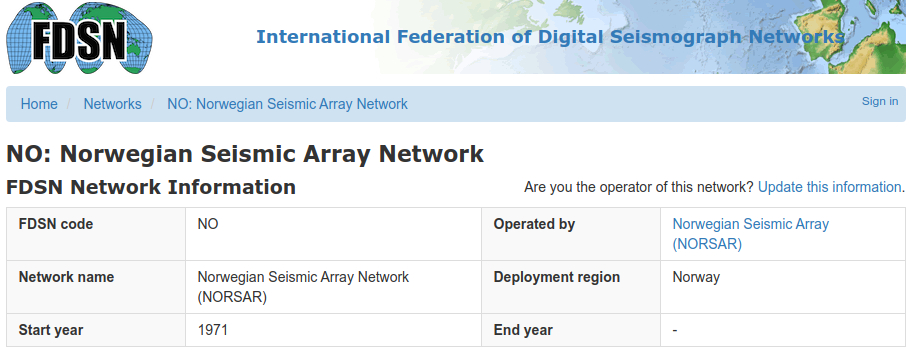 FDSN
International Federation of Digital Seismograph Networks
Home / Networks / NO: Norwegian Seismic Array Network
Sign in
NO: Norwegian Seismic Array Network
FDSN Network Information
Are you the operator of this network? Update this information.
FDSN code NO Operated by Norwegian Seismic Array
(NORSAR)
Network name Norwegian Seismic Array Network Deployment region Norway
(NORSAR)
Start year 1971 End year -